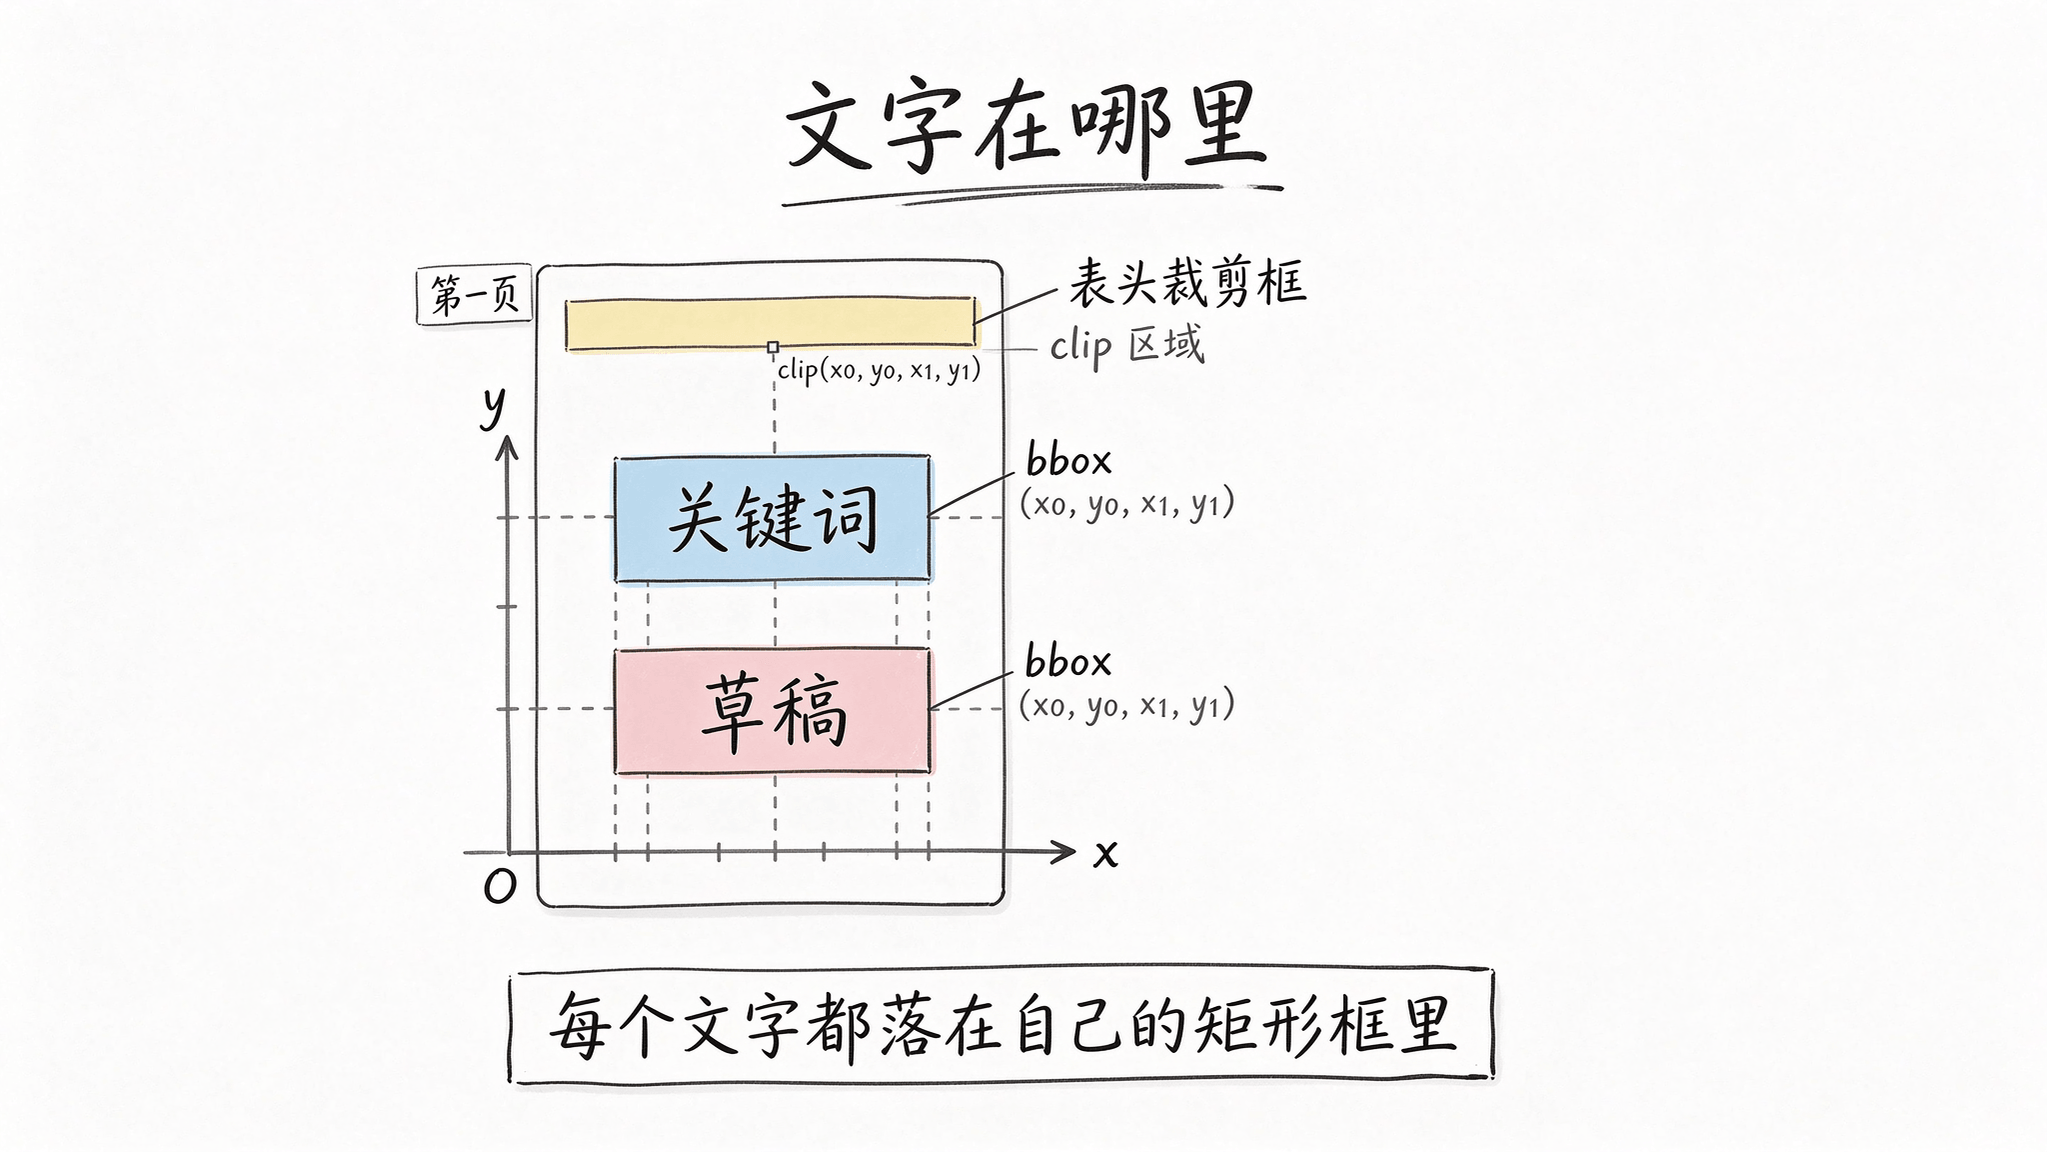 文字在哪里
第一页
表头裁剪框
clip 区域
clip(x0, y0, x1, y1)
y
关键词
bbox
(x0, y0, x1, y1)
草稿
bbox
(x0, y0, x1, y1)
x
O
每个文字都落在自己的矩形框里